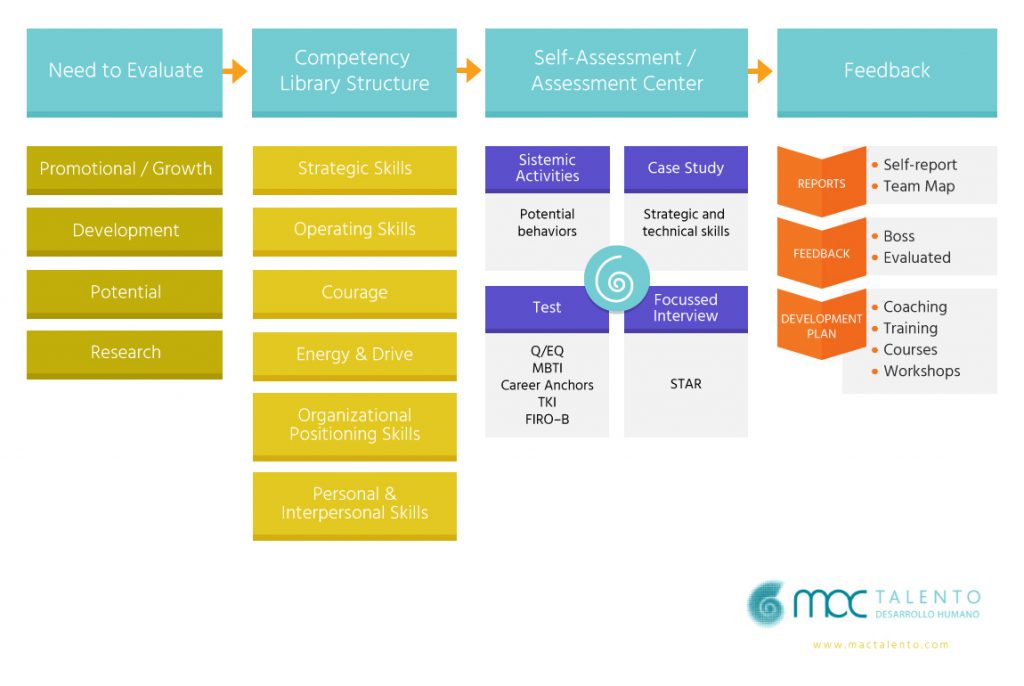 Need to Evaluate
Competency
Library Structure
Self-Assessment /
Assessment Center
Feedback
Promotional / Growth
Development
Potential
Research
Strategic Skills
Operating Skills
Courage
Energy & Drive
Organizational
Positioning Skills
Personal &
Interpersonal Skills
Sistemic
Activities
Potential
behaviors
Case Study
Strategic and
technical skills
Test
Q/EQ
MBTI
Career Anchors
TKI
FIRO-B
Focussed
Interview
STAR
REPORTS
• Self-report
• Team Map
FEEDBACK
• Boss
• Evaluated
DEVELOPMENT
PLAN
• Coaching
• Training
• Courses
• Workshops
mac TALENTO
DESARROLLO HUMANO
www.mactalento.com